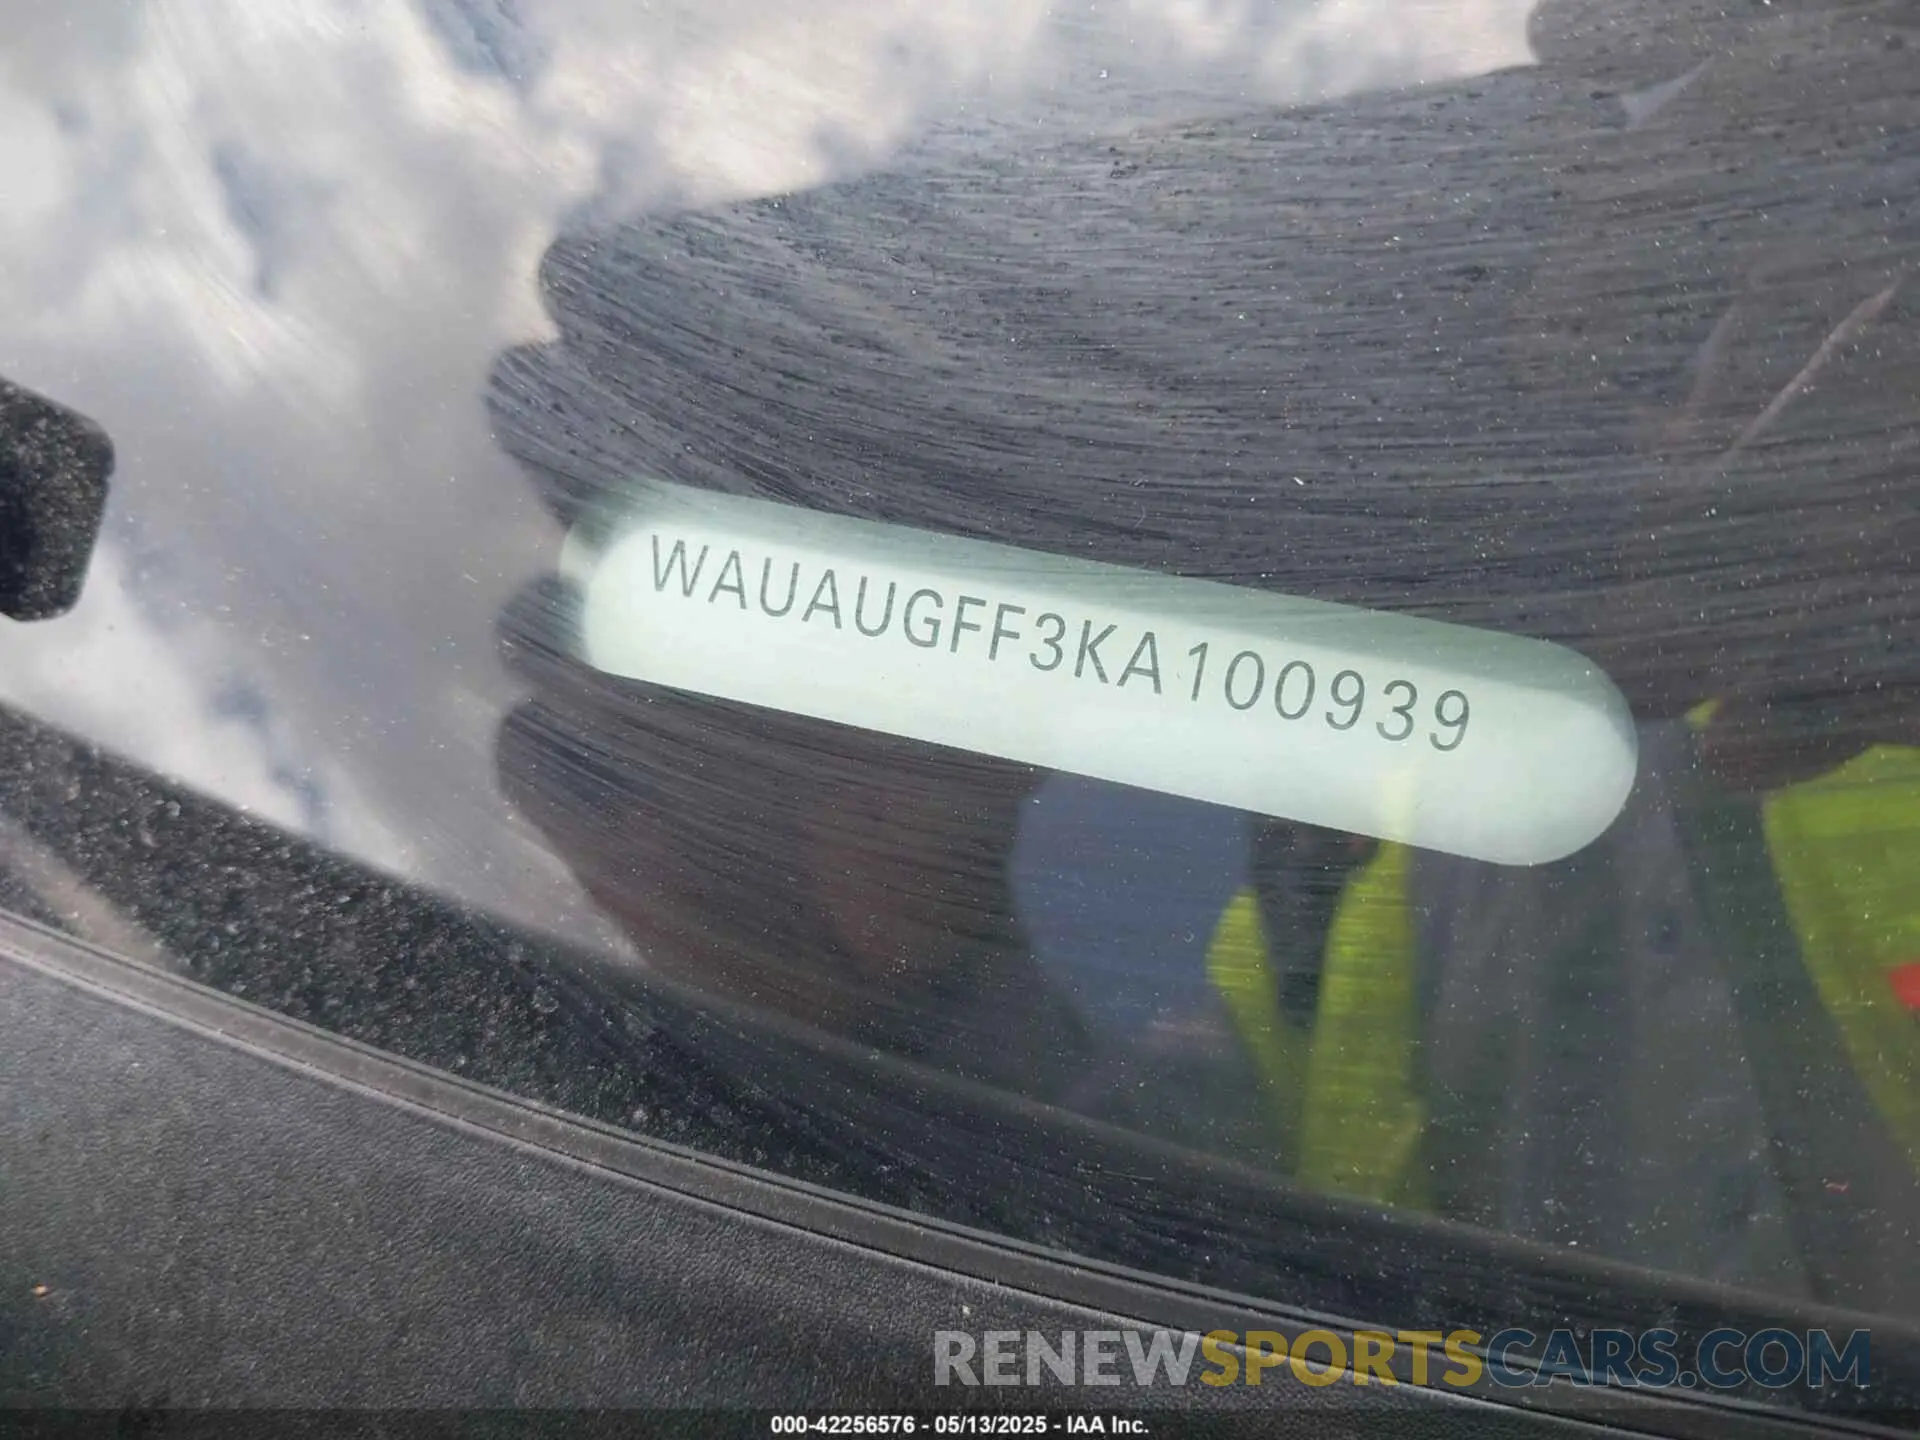 WAUAUGFF3KA100939
RENEWSPORTSCARS.COM
000-42256576 - 05/13/2025 - IAA Inc.